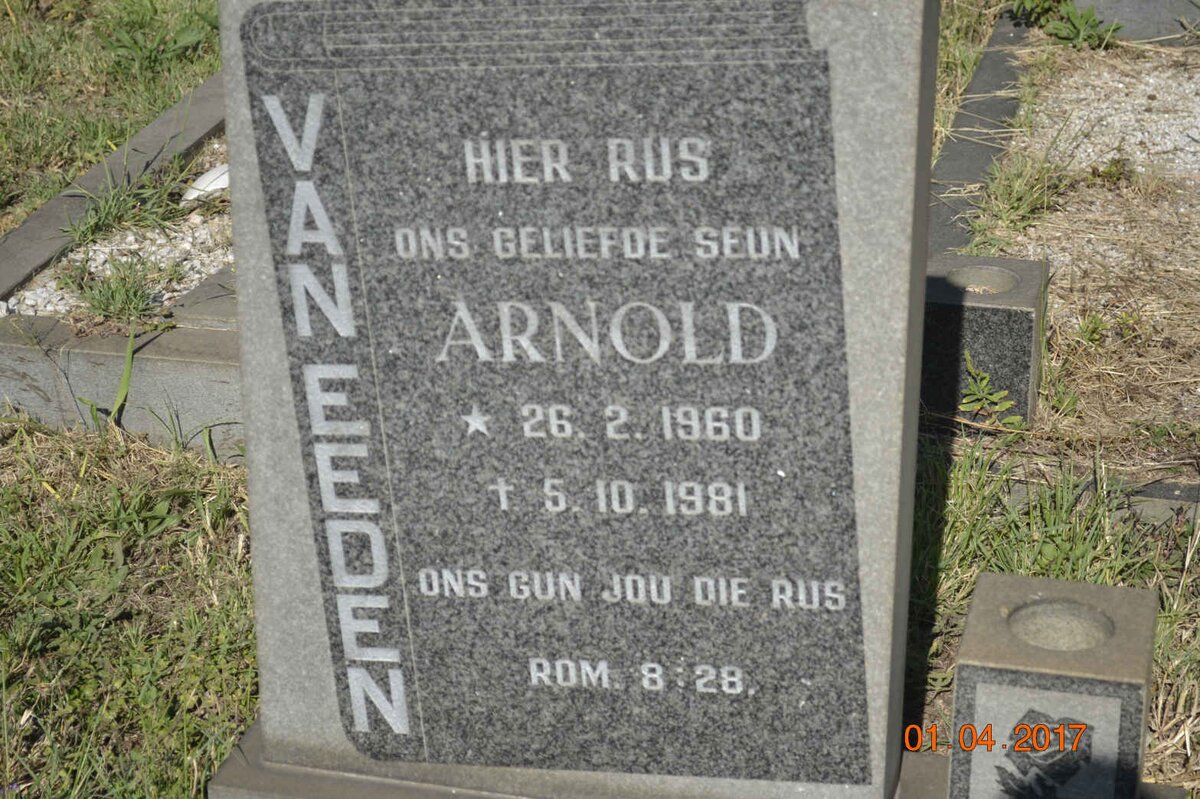 VAN EEDEN
HIER RUS
ONS GELIEFDE SEUN
ARNOLD
★ 26. 2. 1960
† 5. 10. 1981
ONS GUN JOU DIE RUS
ROM. 8:28.
01.04.2017